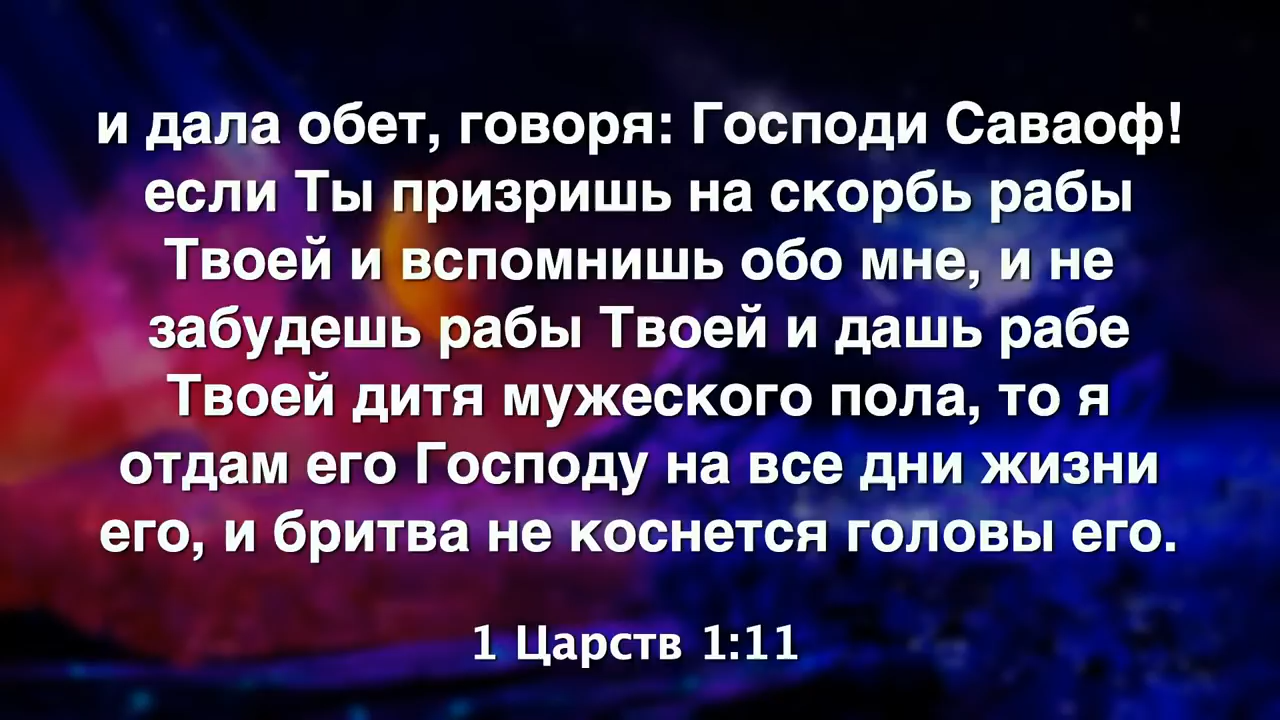 и дала обет, говоря: Господи Саваоф!
если Ты призришь на скорбь рабы
Твоей и вспомнишь обо мне, и не
забудешь рабы Твоей и дашь рабе
Твоей дитя мужеского пола, то я
отдам его Господу на все дни жизни
его, и бритва не коснется головы его.
1 Царств 1:11